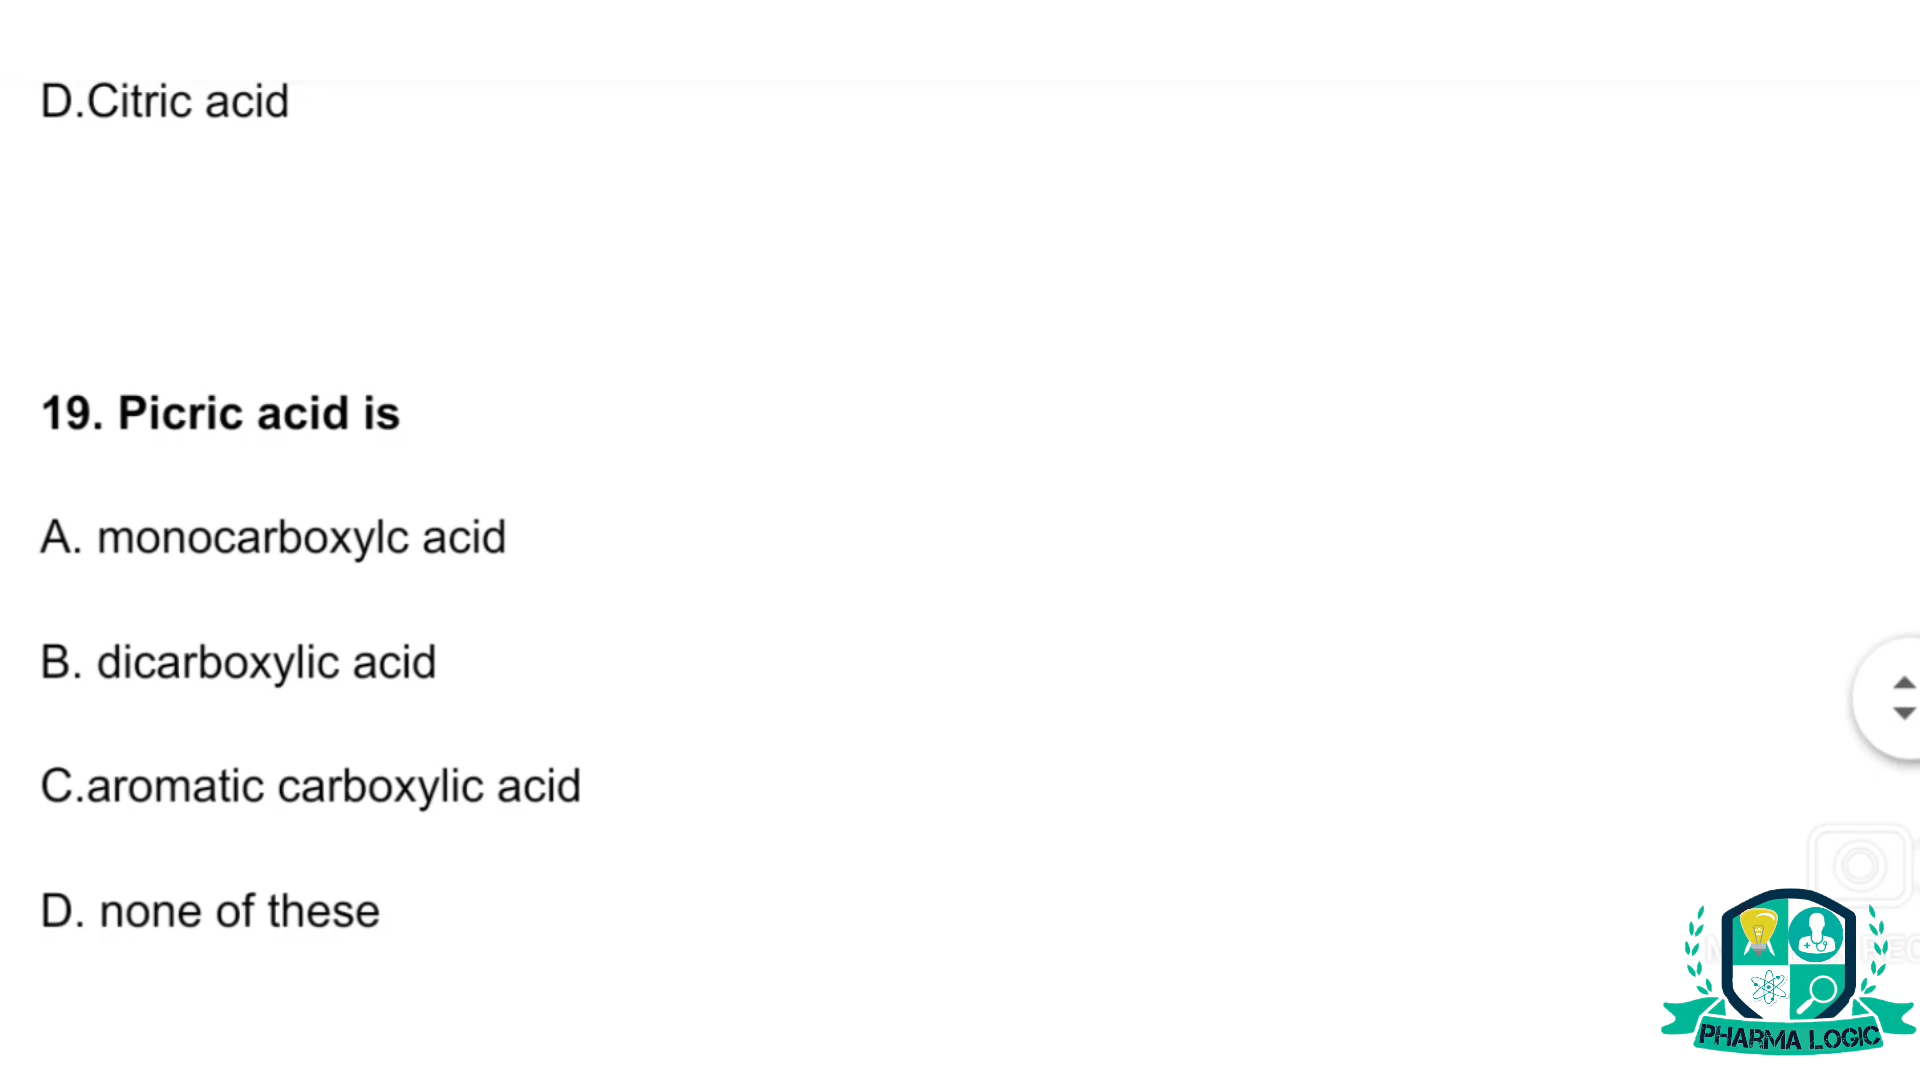 D.Citric acid
19. Picric acid is
A. monocarboxylc acid
B. dicarboxylic acid
C.aromatic carboxylic acid
D. none of these
PHARMA LOGIC